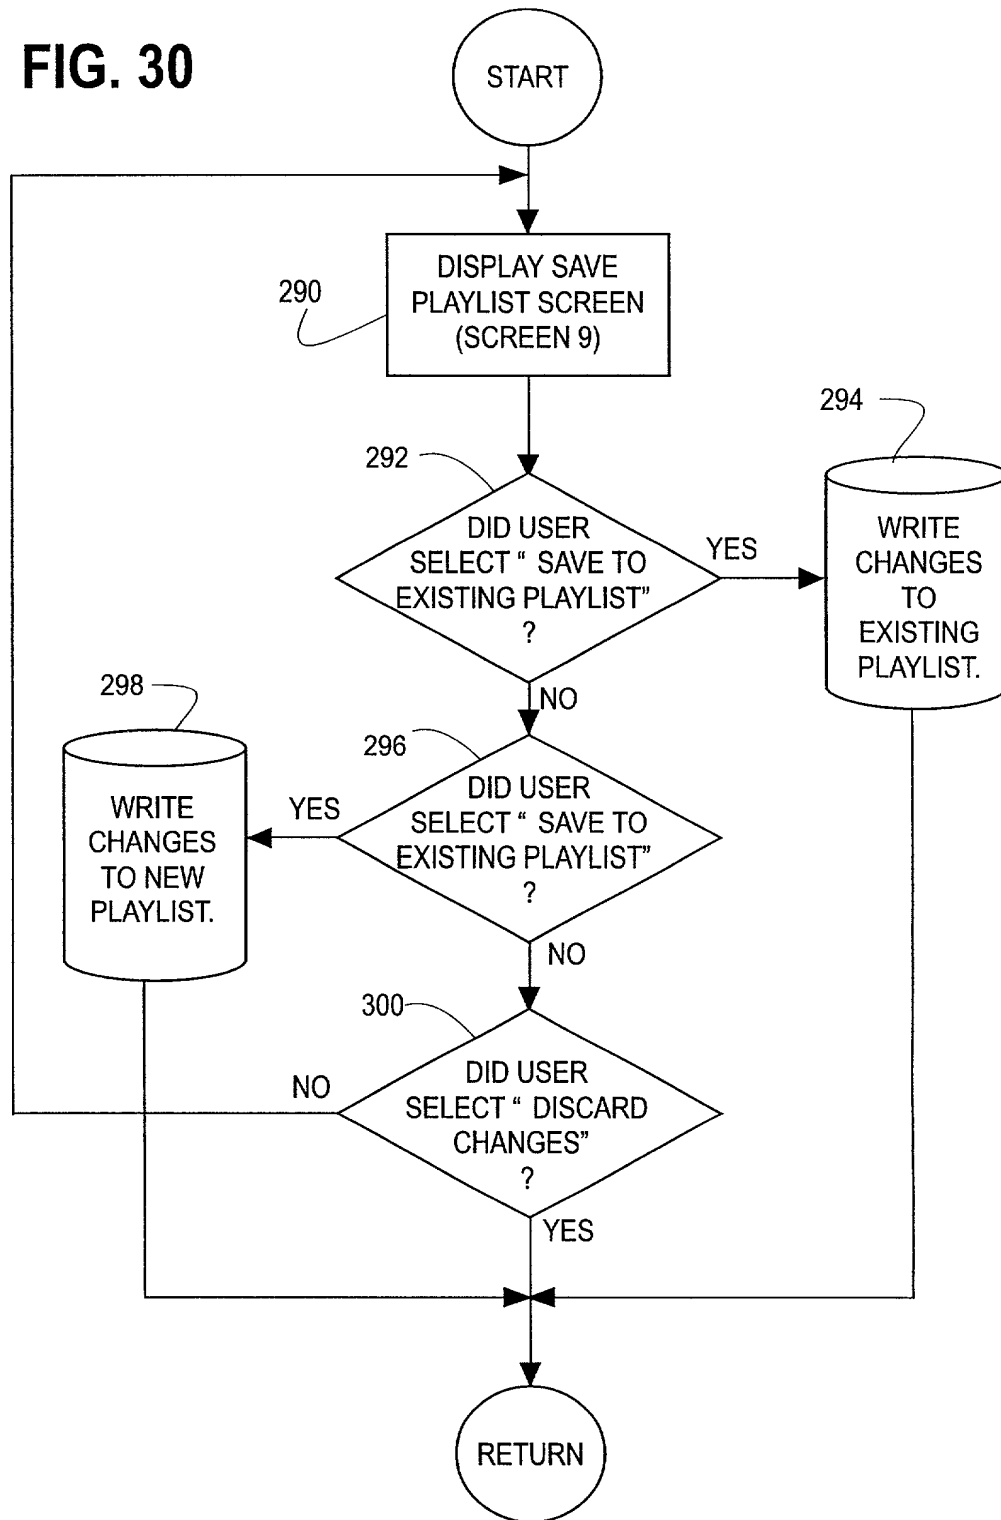 FIG. 30
START
DISPLAY SAVE
PLAYLIST SCREEN
(SCREEN 9)
290
292
DID USER
SELECT “ SAVE TO
EXISTING PLAYLIST”
?
YES
294
WRITE
CHANGES
TO
EXISTING
PLAYLIST.
NO
296
DID USER
SELECT “ SAVE TO
EXISTING PLAYLIST”
?
YES
298
WRITE
CHANGES
TO NEW
PLAYLIST.
NO
300
DID USER
SELECT “ DISCARD
CHANGES”
?
NO
YES
RETURN